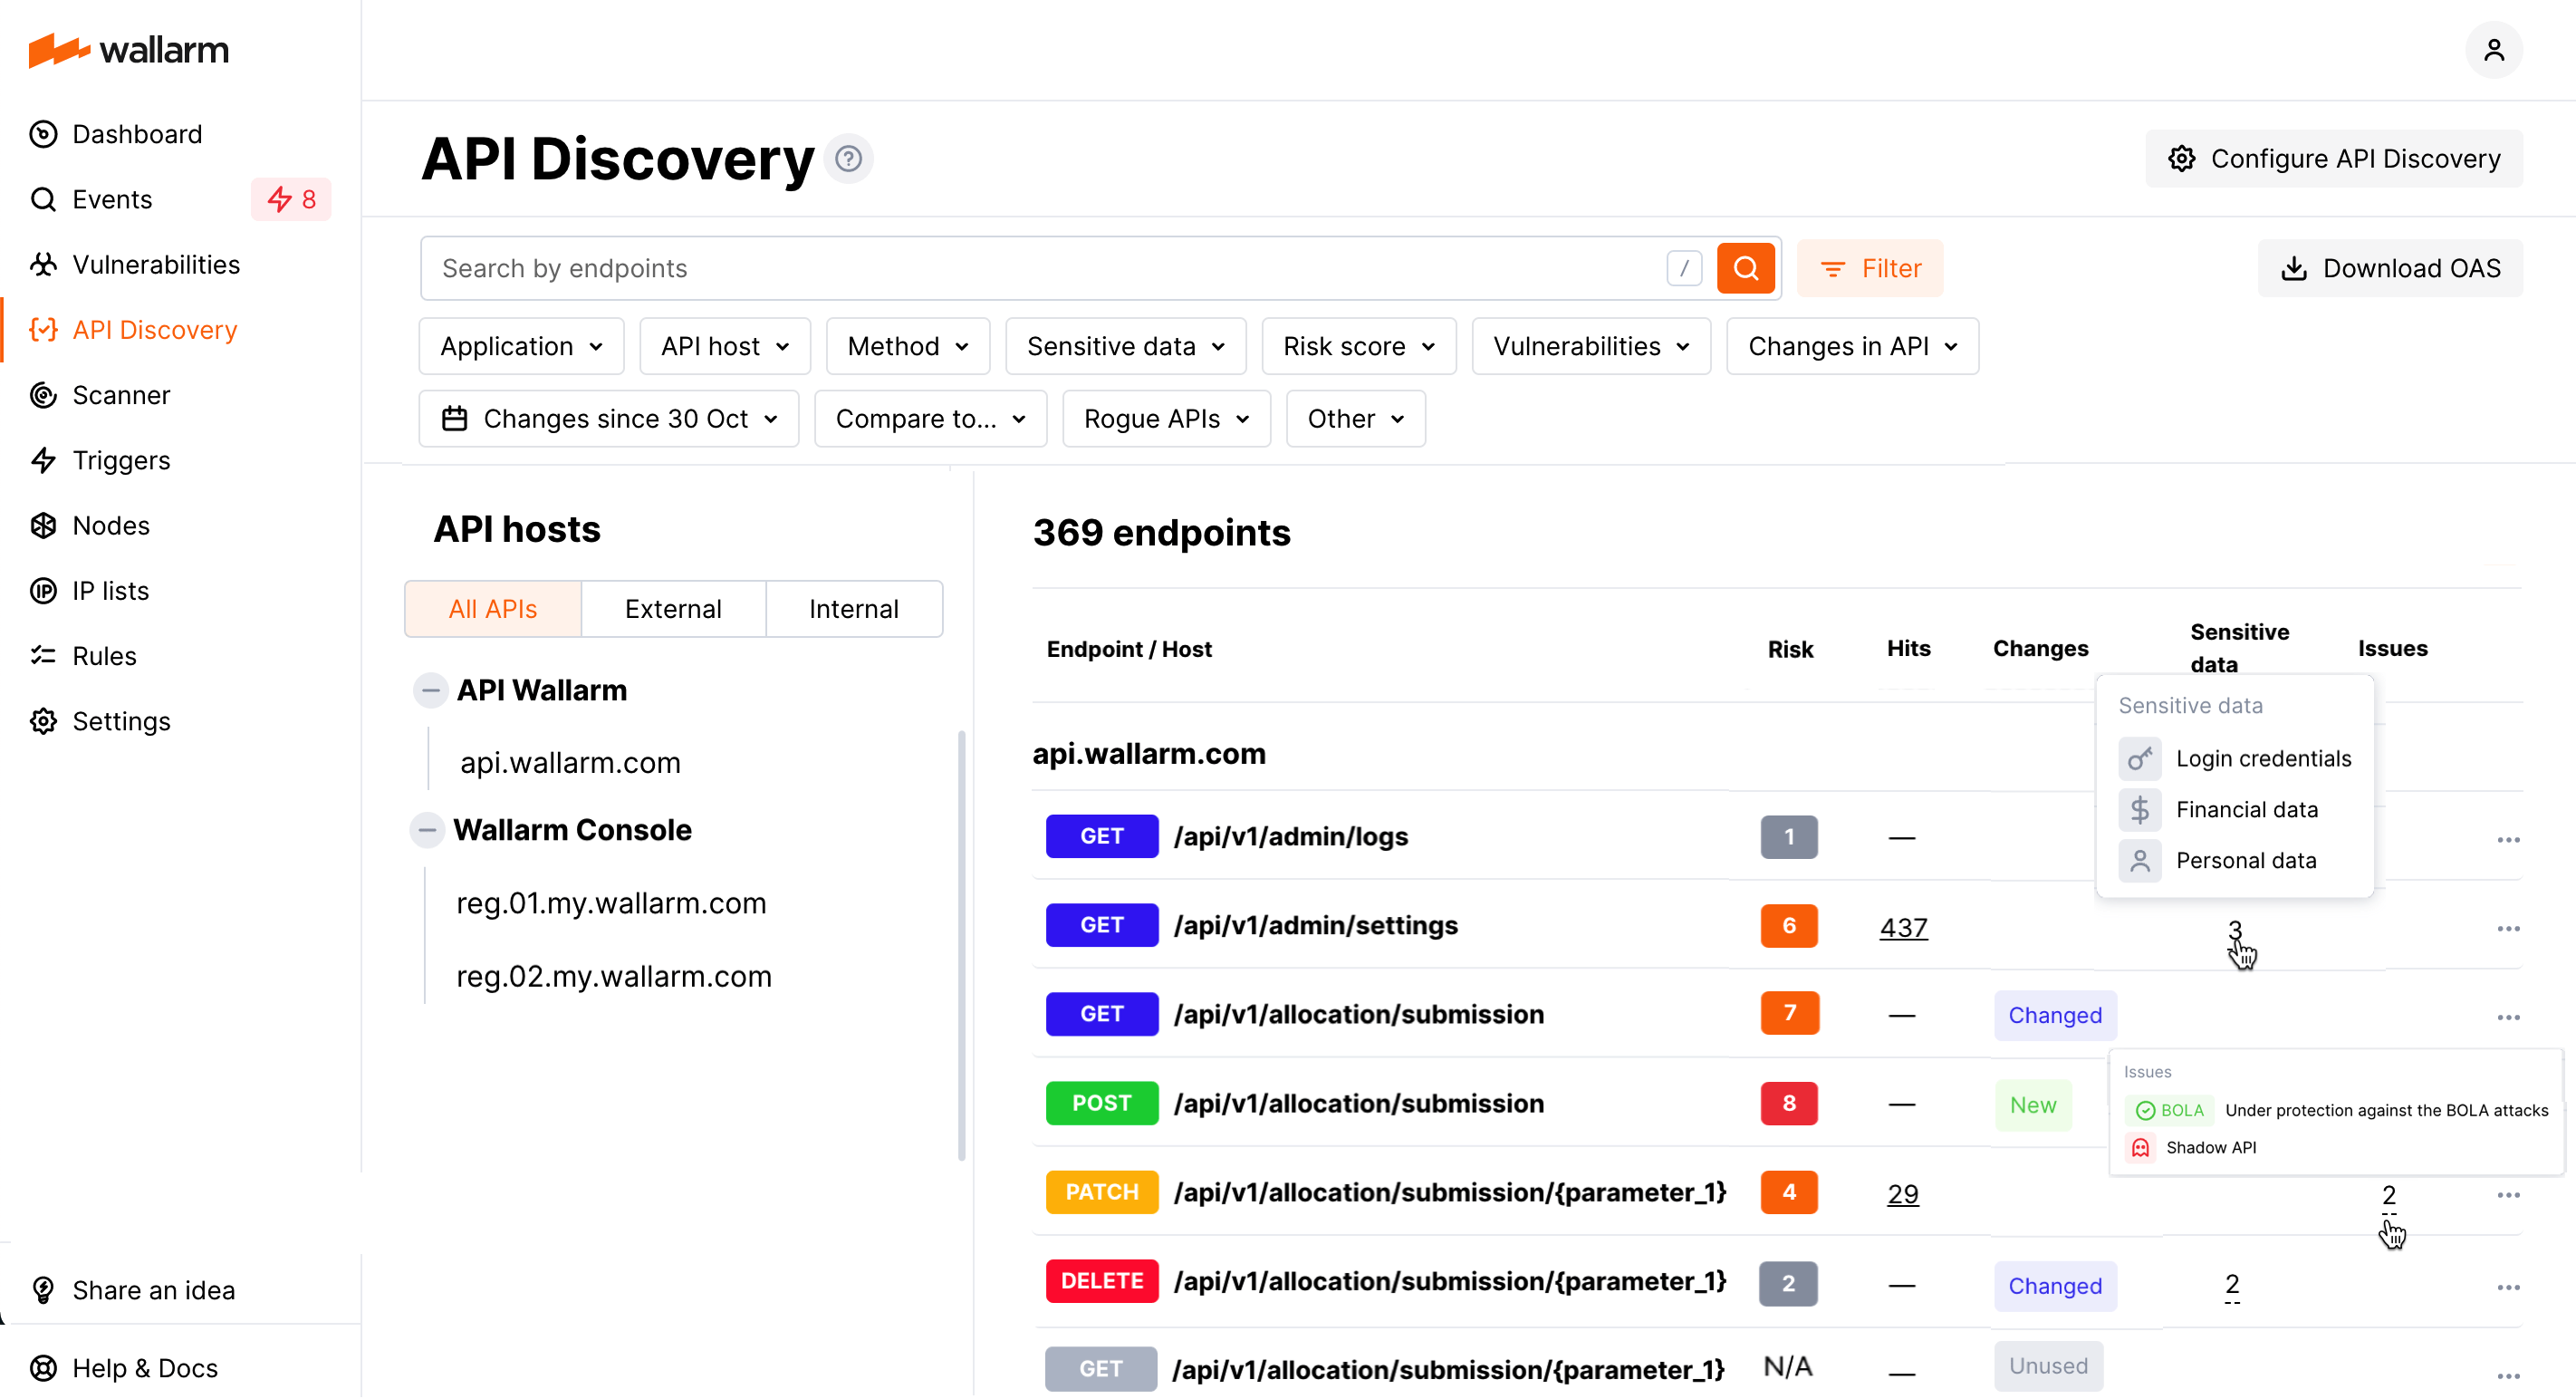 wallarm
Dashboard
Events 8
Vulnerabilities
API Discovery
Scanner
Triggers
Nodes
IP lists
Rules
Settings
Share an idea
Help & Docs
API Discovery ?
Configure API Discovery
Search by endpoints /
Filter
Download OAS
Application
API host
Method
Sensitive data
Risk score
Vulnerabilities
Changes in API
Changes since 30 Oct
Compare to...
Rogue APIs
Other
API hosts
All APIs
External
Internal
API Wallarm
api.wallarm.com
Wallarm Console
reg.01.my.wallarm.com
reg.02.my.wallarm.com
369 endpoints
Endpoint / Host
Risk
Hits
Changes
Sensitive
data
Issues
Sensitive data
Login credentials
Financial data
Personal data
api.wallarm.com
GET /api/v1/admin/logs 1 —
GET /api/v1/admin/settings 6 437 3
GET /api/v1/allocation/submission 7 — Changed
POST /api/v1/allocation/submission 8 — New
Issues
BOLA Under protection against the BOLA attacks
Shadow API
PATCH /api/v1/allocation/submission/{parameter_1} 4 29 2
DELETE /api/v1/allocation/submission/{parameter_1} 2 — Changed 2
GET /api/v1/allocation/submission/{parameter_1} N/A — Unused